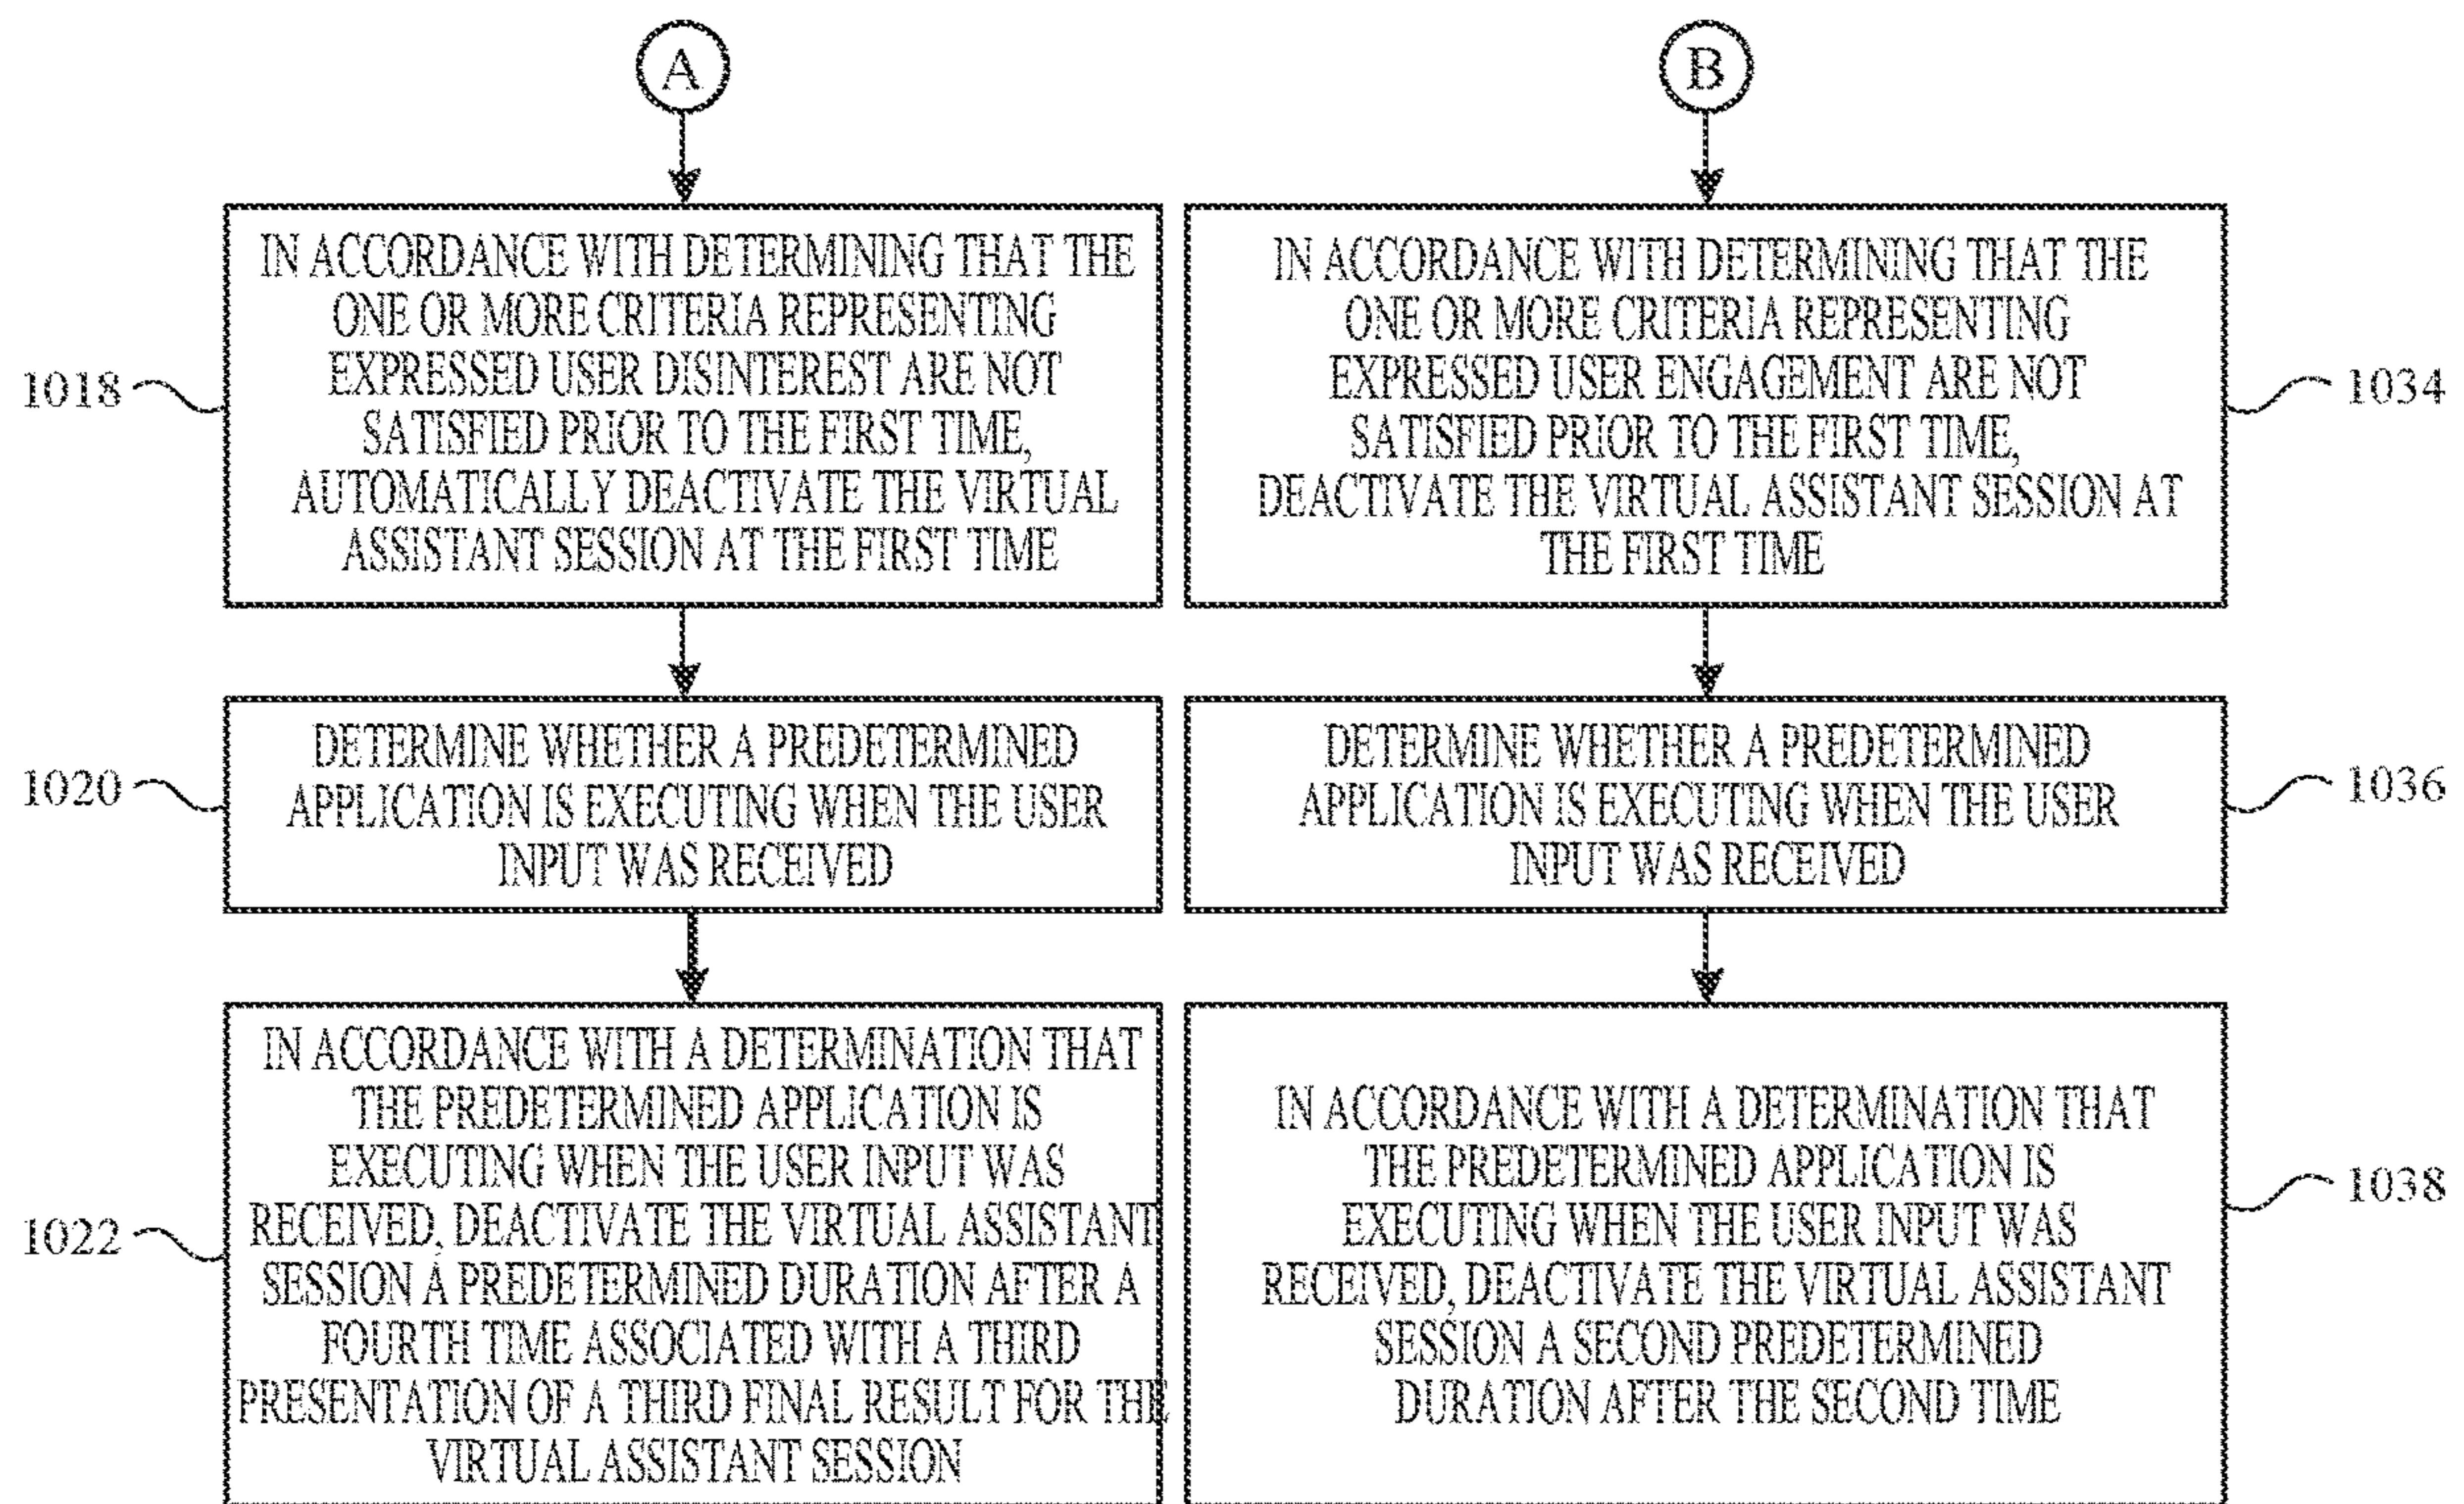 A
IN ACCORDANCE WITH DETERMINING THAT THE
ONE OR MORE CRITERIA REPRESENTING
EXPRESSED USER DISINTEREST ARE NOT
SATISFIED PRIOR TO THE FIRST TIME,
AUTOMATICALLY DEACTIVATE THE VIRTUAL
ASSISTANT SESSION AT THE FIRST TIME
1018
DETERMINE WHETHER A PREDETERMINED
APPLICATION IS EXECUTING WHEN THE USER
INPUT WAS RECEIVED
1020
IN ACCORDANCE WITH A DETERMINATION THAT
THE PREDETERMINED APPLICATION IS
EXECUTING WHEN THE USER INPUT WAS
RECEIVED, DEACTIVATE THE VIRTUAL ASSISTANT
SESSION A PREDETERMINED DURATION AFTER A
FOURTH TIME ASSOCIATED WITH A THIRD
PRESENTATION OF A THIRD FINAL RESULT FOR THE
VIRTUAL ASSISTANT SESSION
1022
B
IN ACCORDANCE WITH DETERMINING THAT THE
ONE OR MORE CRITERIA REPRESENTING
EXPRESSED USER ENGAGEMENT ARE NOT
SATISFIED PRIOR TO THE FIRST TIME,
DEACTIVATE THE VIRTUAL ASSISTANT SESSION AT
THE FIRST TIME
1034
DETERMINE WHETHER A PREDETERMINED
APPLICATION IS EXECUTING WHEN THE USER
INPUT WAS RECEIVED
1036
IN ACCORDANCE WITH A DETERMINATION THAT
THE PREDETERMINED APPLICATION IS
EXECUTING WHEN THE USER INPUT WAS
RECEIVED, DEACTIVATE THE VIRTUAL ASSISTANT
SESSION A SECOND PREDETERMINED
DURATION AFTER THE SECOND TIME
1038